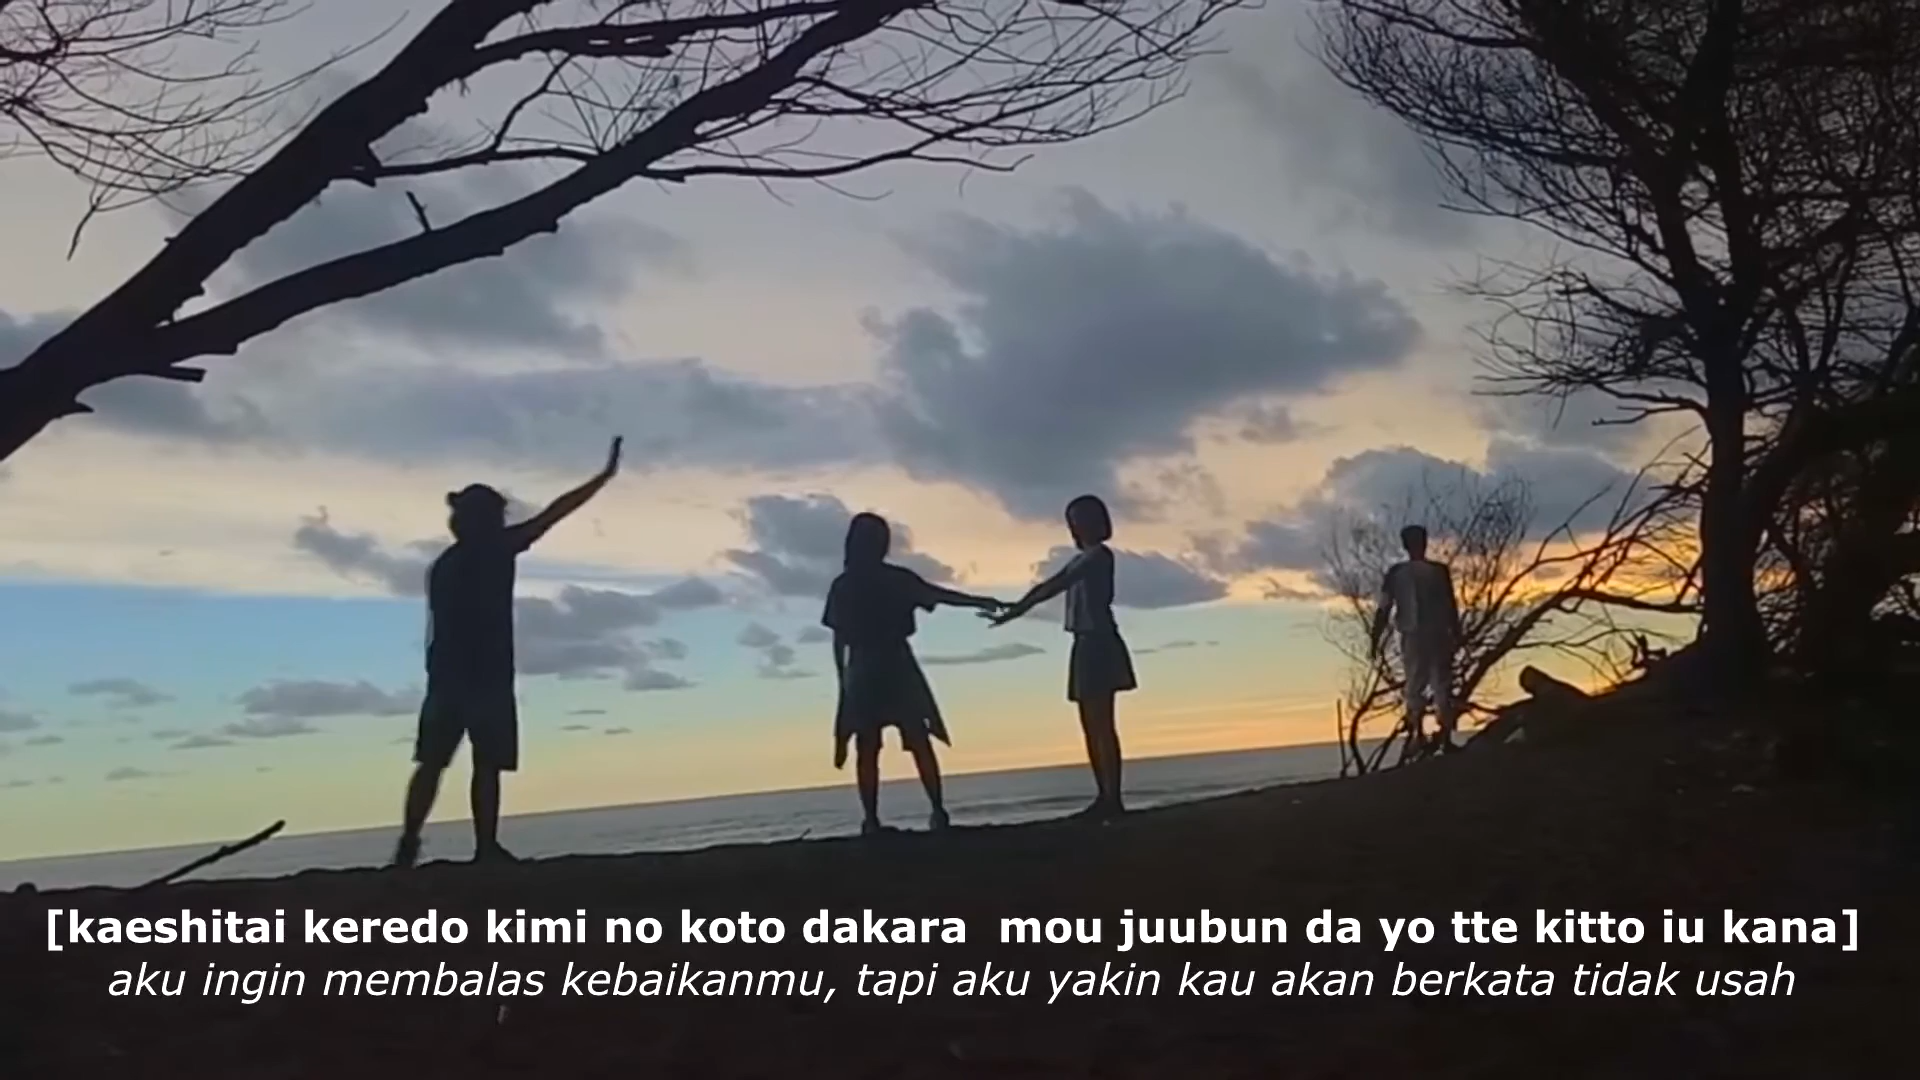 [kaeshitai keredo kimi no koto dakara  mou juubun da yo tte kitto iu kana]
aku ingin membalas kebaikanmu, tapi aku yakin kau akan berkata tidak usah